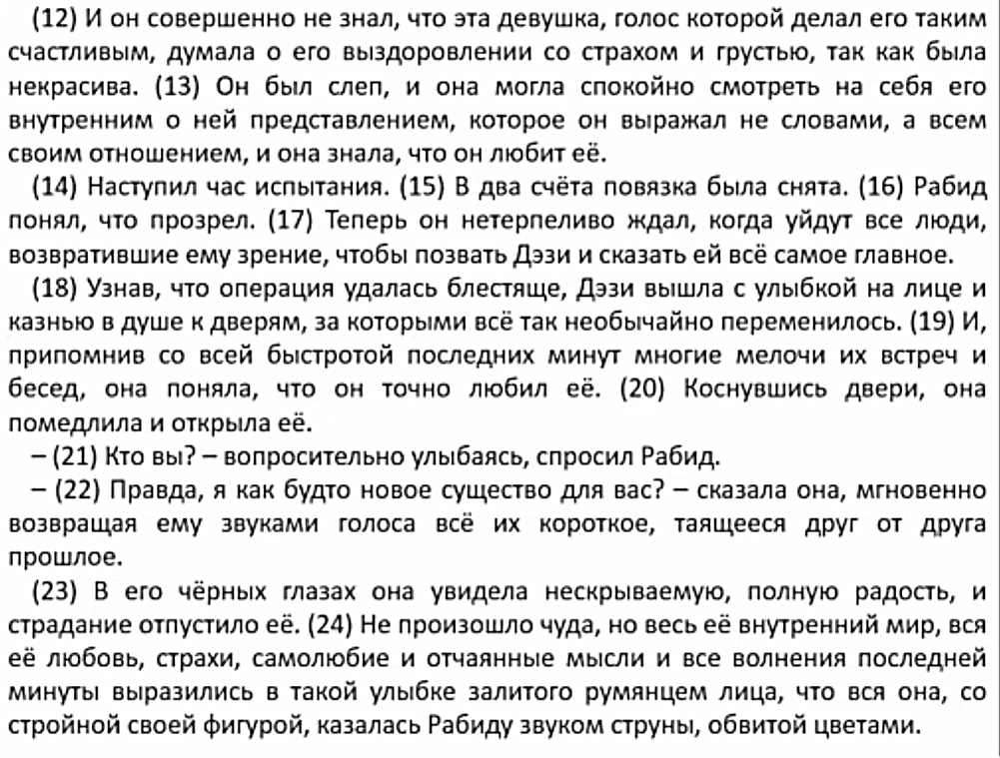 (12) И он совершенно не знал, что эта девушка, голос которой делал его таким
счастливым, думала о его выздоровлении со страхом и грустью, так как была
некрасива. (13) Он был слеп, и она могла спокойно смотреть на себя его
внутренним о ней представлением, которое он выражал не словами, а всем
своим отношением, и она знала, что он любит её.
(14) Наступил час испытания. (15) В два счёта повязка была снята. (16) Рабид
понял, что прозрел. (17) Теперь он нетерпеливо ждал, когда уйдут все люди,
возвратившие ему зрение, чтобы позвать Дэзи и сказать ей всё самое главное.
(18) Узнав, что операция удалась блестяще, Дэзи вышла с улыбкой на лице и
казнью в душе к дверям, за которыми всё так необычайно переменилось. (19) И,
припомнив со всей быстротой последних минут многие мелочи их встреч и
бесед, она поняла, что он точно любил её. (20) Коснувшись двери, она
помедлила и открыла её.
– (21) Кто вы? – вопросительно улыбаясь, спросил Рабид.
– (22) Правда, я как будто новое существо для вас? – сказала она, мгновенно
возвращая ему звуками голоса всё их короткое, таящееся друг от друга
прошлое.
(23) В его чёрных глазах она увидела нескрываемую, полную радость, и
страдание отпустило её. (24) Не произошло чуда, но весь её внутренний мир, вся
её любовь, страхи, самолюбие и отчаянные мысли и все волнения последней
минуты выразились в такой улыбке залитого румянцем лица, что вся она, со
стройной своей фигурой, казалась Рабиду звуком струны, обвитой цветами.